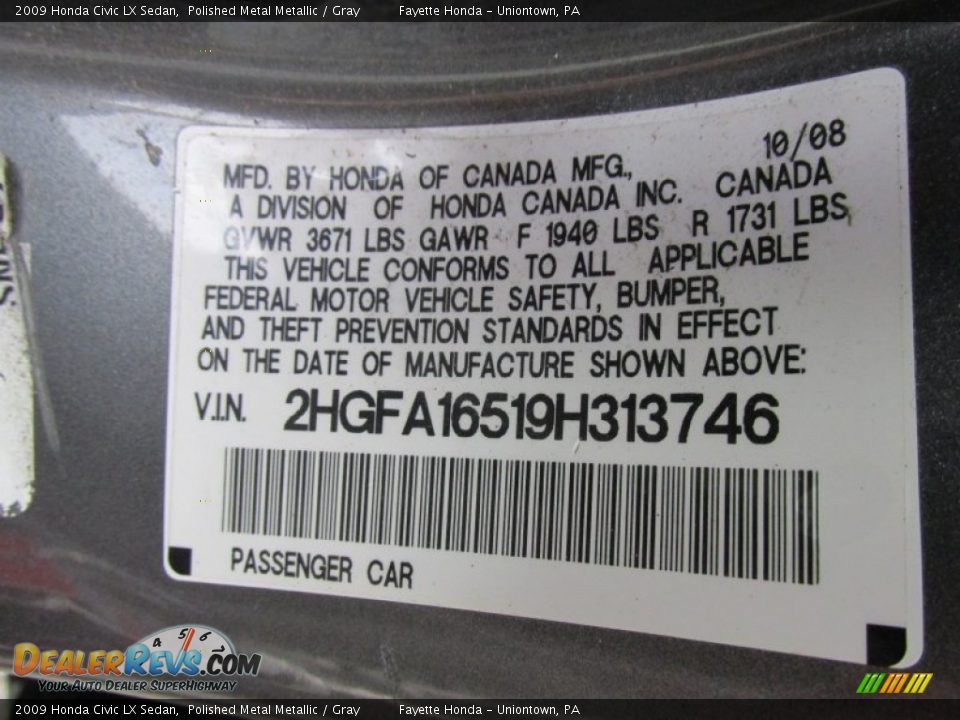 2009 Honda Civic LX Sedan,  Polished Metal Metallic / Gray     Fayette Honda - Uniontown, PA
10/08
MFD. BY HONDA OF CANADA MFG.,
A DIVISION OF HONDA CANADA INC. CANADA
GVWR 3671 LBS GAWR F 1940 LBS R 1731 LBS
THIS VEHICLE CONFORMS TO ALL APPLICABLE
FEDERAL MOTOR VEHICLE SAFETY, BUMPER,
AND THEFT PREVENTION STANDARDS IN EFFECT
ON THE DATE OF MANUFACTURE SHOWN ABOVE:
V.I.N. 2HGFA16519H313746
PASSENGER CAR
4 5 6
DEALERREVS.COM
YOUR AUTO DEALER SUPERHIGHWAY
2009 Honda Civic LX Sedan,  Polished Metal Metallic / Gray     Fayette Honda - Uniontown, PA